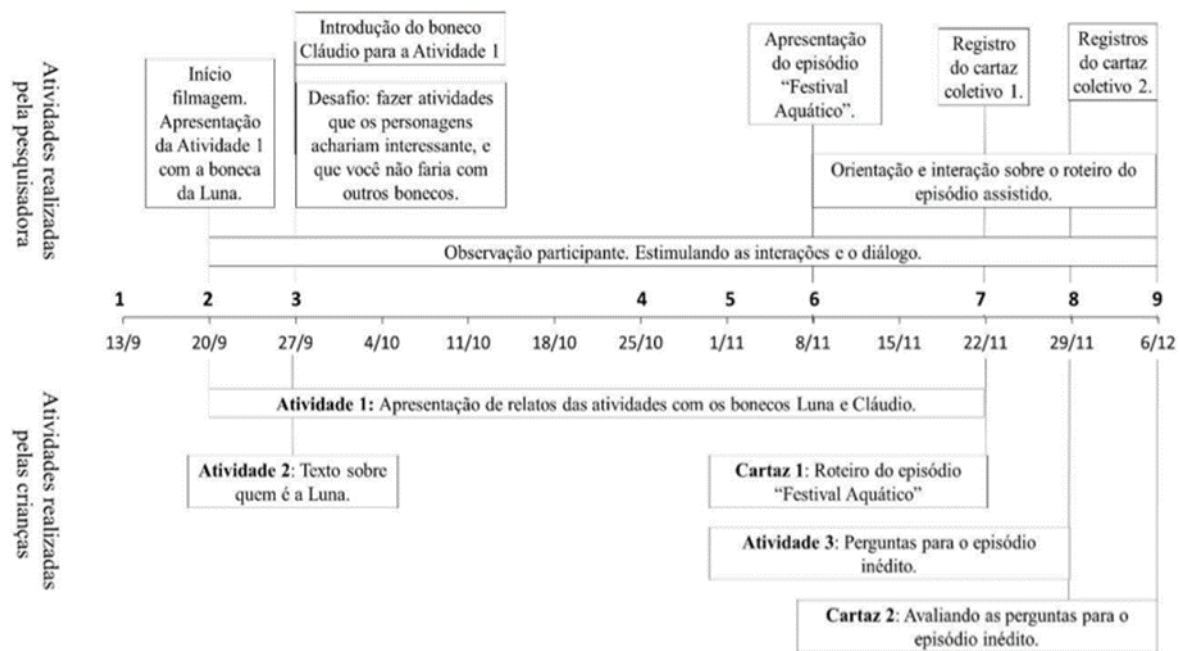 Atividades realizadas
pela pesquisadora
Início
filmagem.
Apresentação
da Atividade 1
com a boneca
da Luna.
Introdução do boneco
Cláudio para a Atividade 1
Desafio: fazer atividades
que os personagens
achariam interessante, e
que você não faria com
outros bonecos.
Apresentação
do episódio
“Festival
Aquático”.
Registro
do cartaz
coletivo 1.
Registros
do cartaz
coletivo 2.
Orientação e interação sobre o roteiro do
episódio assistido.
Observação participante. Estimulando as interações e o diálogo.
1 2 3 4 5 6 7 8 9
13/9 20/9 27/9 4/10 11/10 18/10 25/10 1/11 8/11 15/11 22/11 29/11 6/12
Atividades realizadas
pelas crianças
Atividade 1: Apresentação de relatos das atividades com os bonecos Luna e Cláudio.
Atividade 2: Texto sobre
quem é a Luna.
Cartaz 1: Roteiro do episódio
“Festival Aquático”
Atividade 3: Perguntas para o episódio
inédito.
Cartaz 2: Avaliando as perguntas para o
episódio inédito.